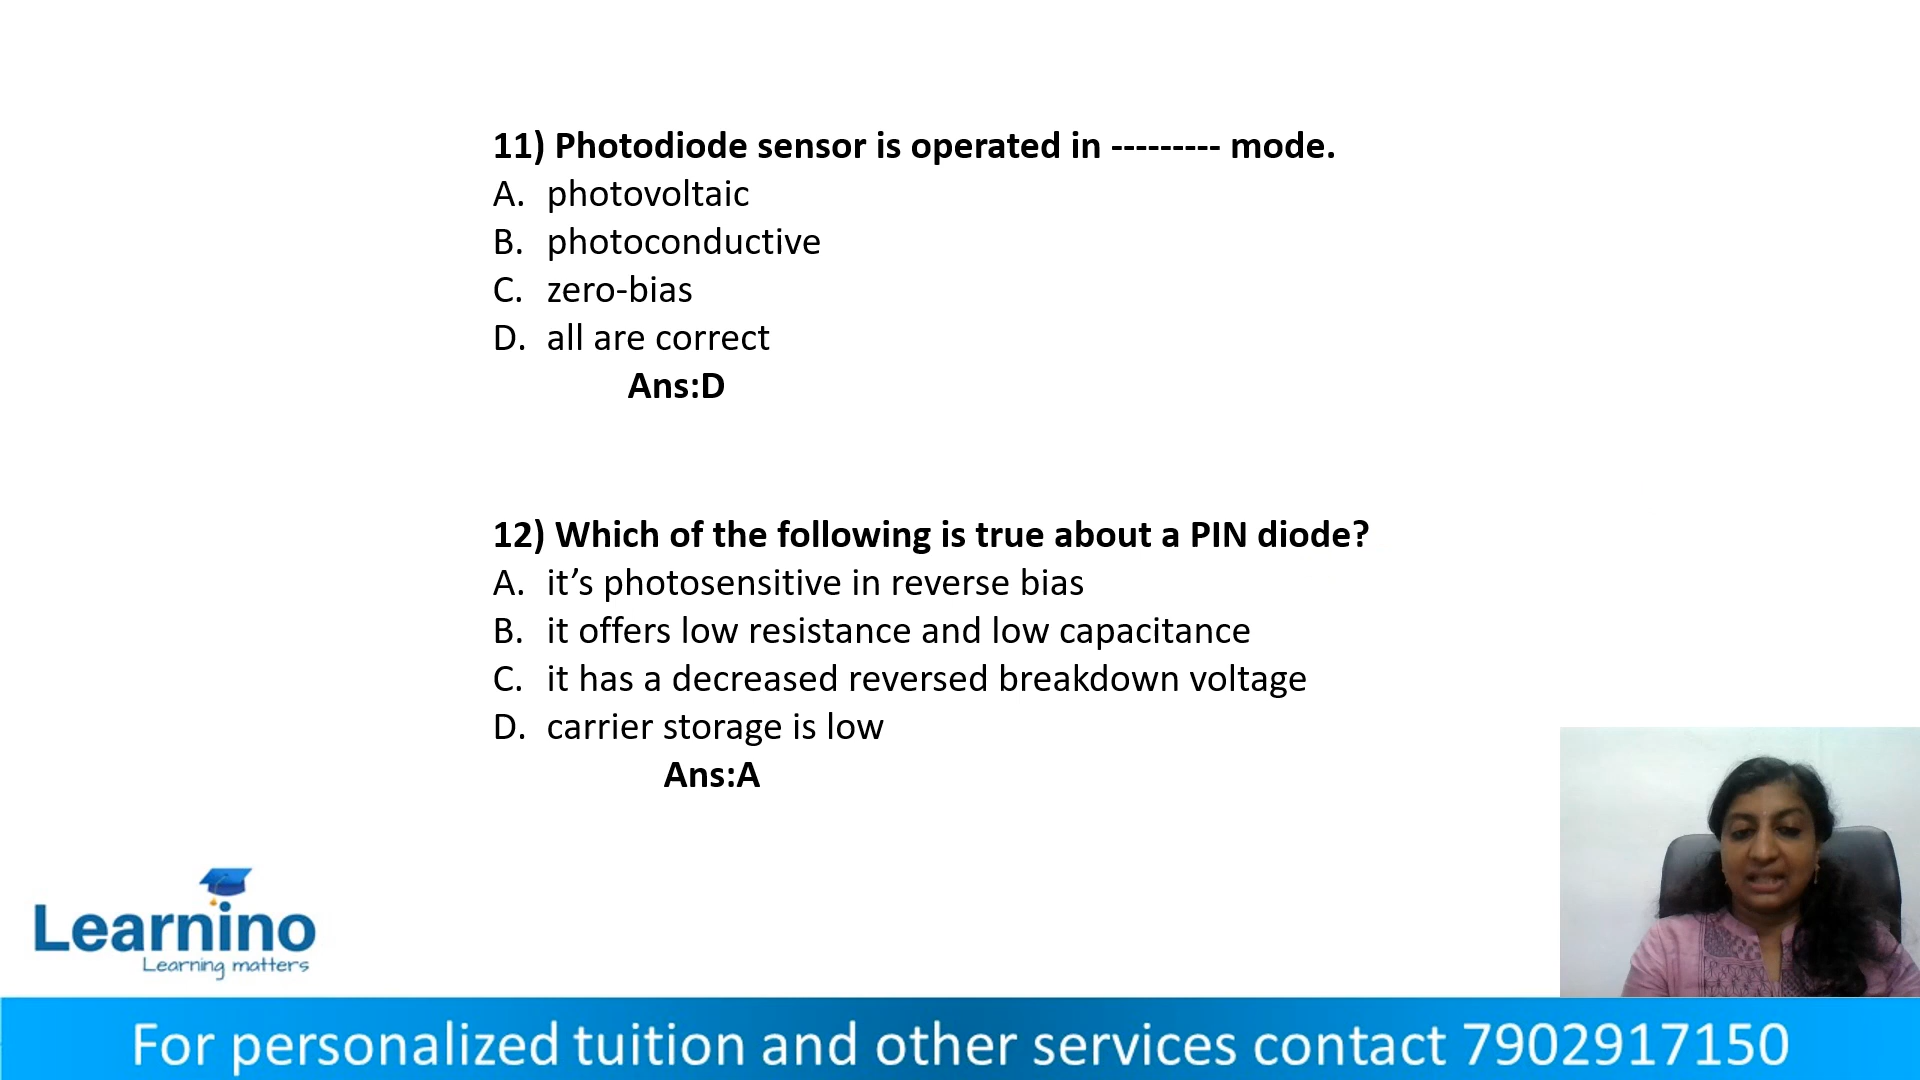 11) Photodiode sensor is operated in --------- mode.
A. photovoltaic
B. photoconductive
C. zero-bias
D. all are correct
Ans:D
12) Which of the following is true about a PIN diode?
A. it’s photosensitive in reverse bias
B. it offers low resistance and low capacitance
C. it has a decreased reversed breakdown voltage
D. carrier storage is low
Ans:A
Learnino
Learning matters
For personalized tuition and other services contact 7902917150